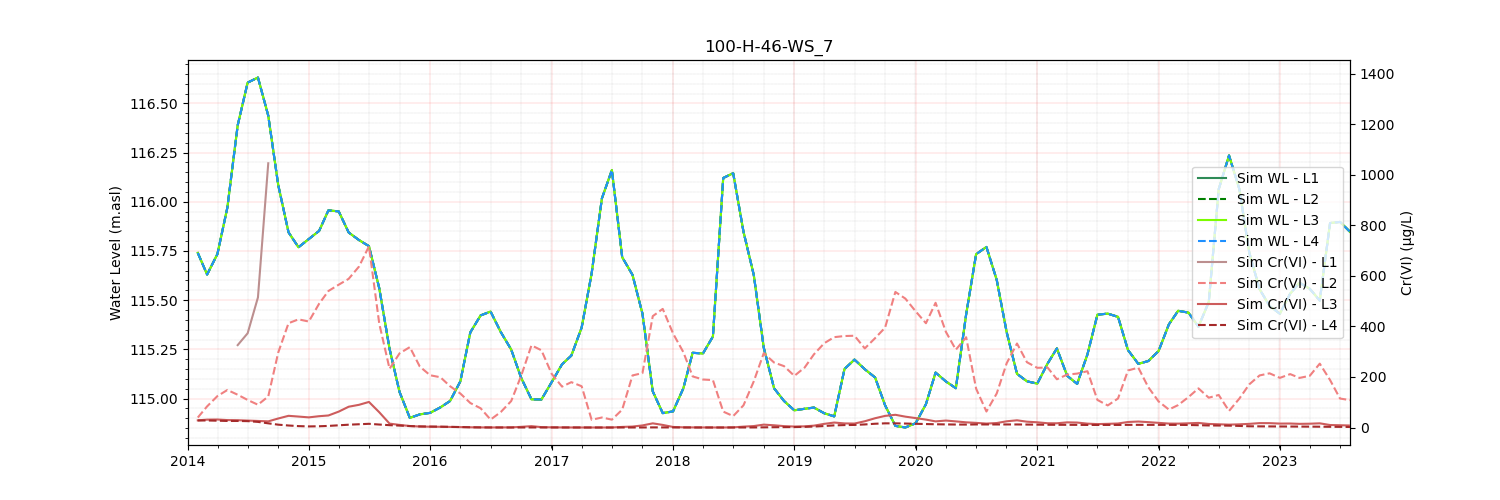 100-H-46-WS_7
Water Level (m.asl)
116.50
116.25
116.00
115.75
115.50
115.25
115.00
1400
1200
1000
800
600
400
200
0
Cr(VI) (µg/L)
Sim WL - L1
Sim WL - L2
Sim WL - L3
Sim WL - L4
Sim Cr(VI) - L1
Sim Cr(VI) - L2
Sim Cr(VI) - L3
Sim Cr(VI) - L4
2014 2015 2016 2017 2018 2019 2020 2021 2022 2023